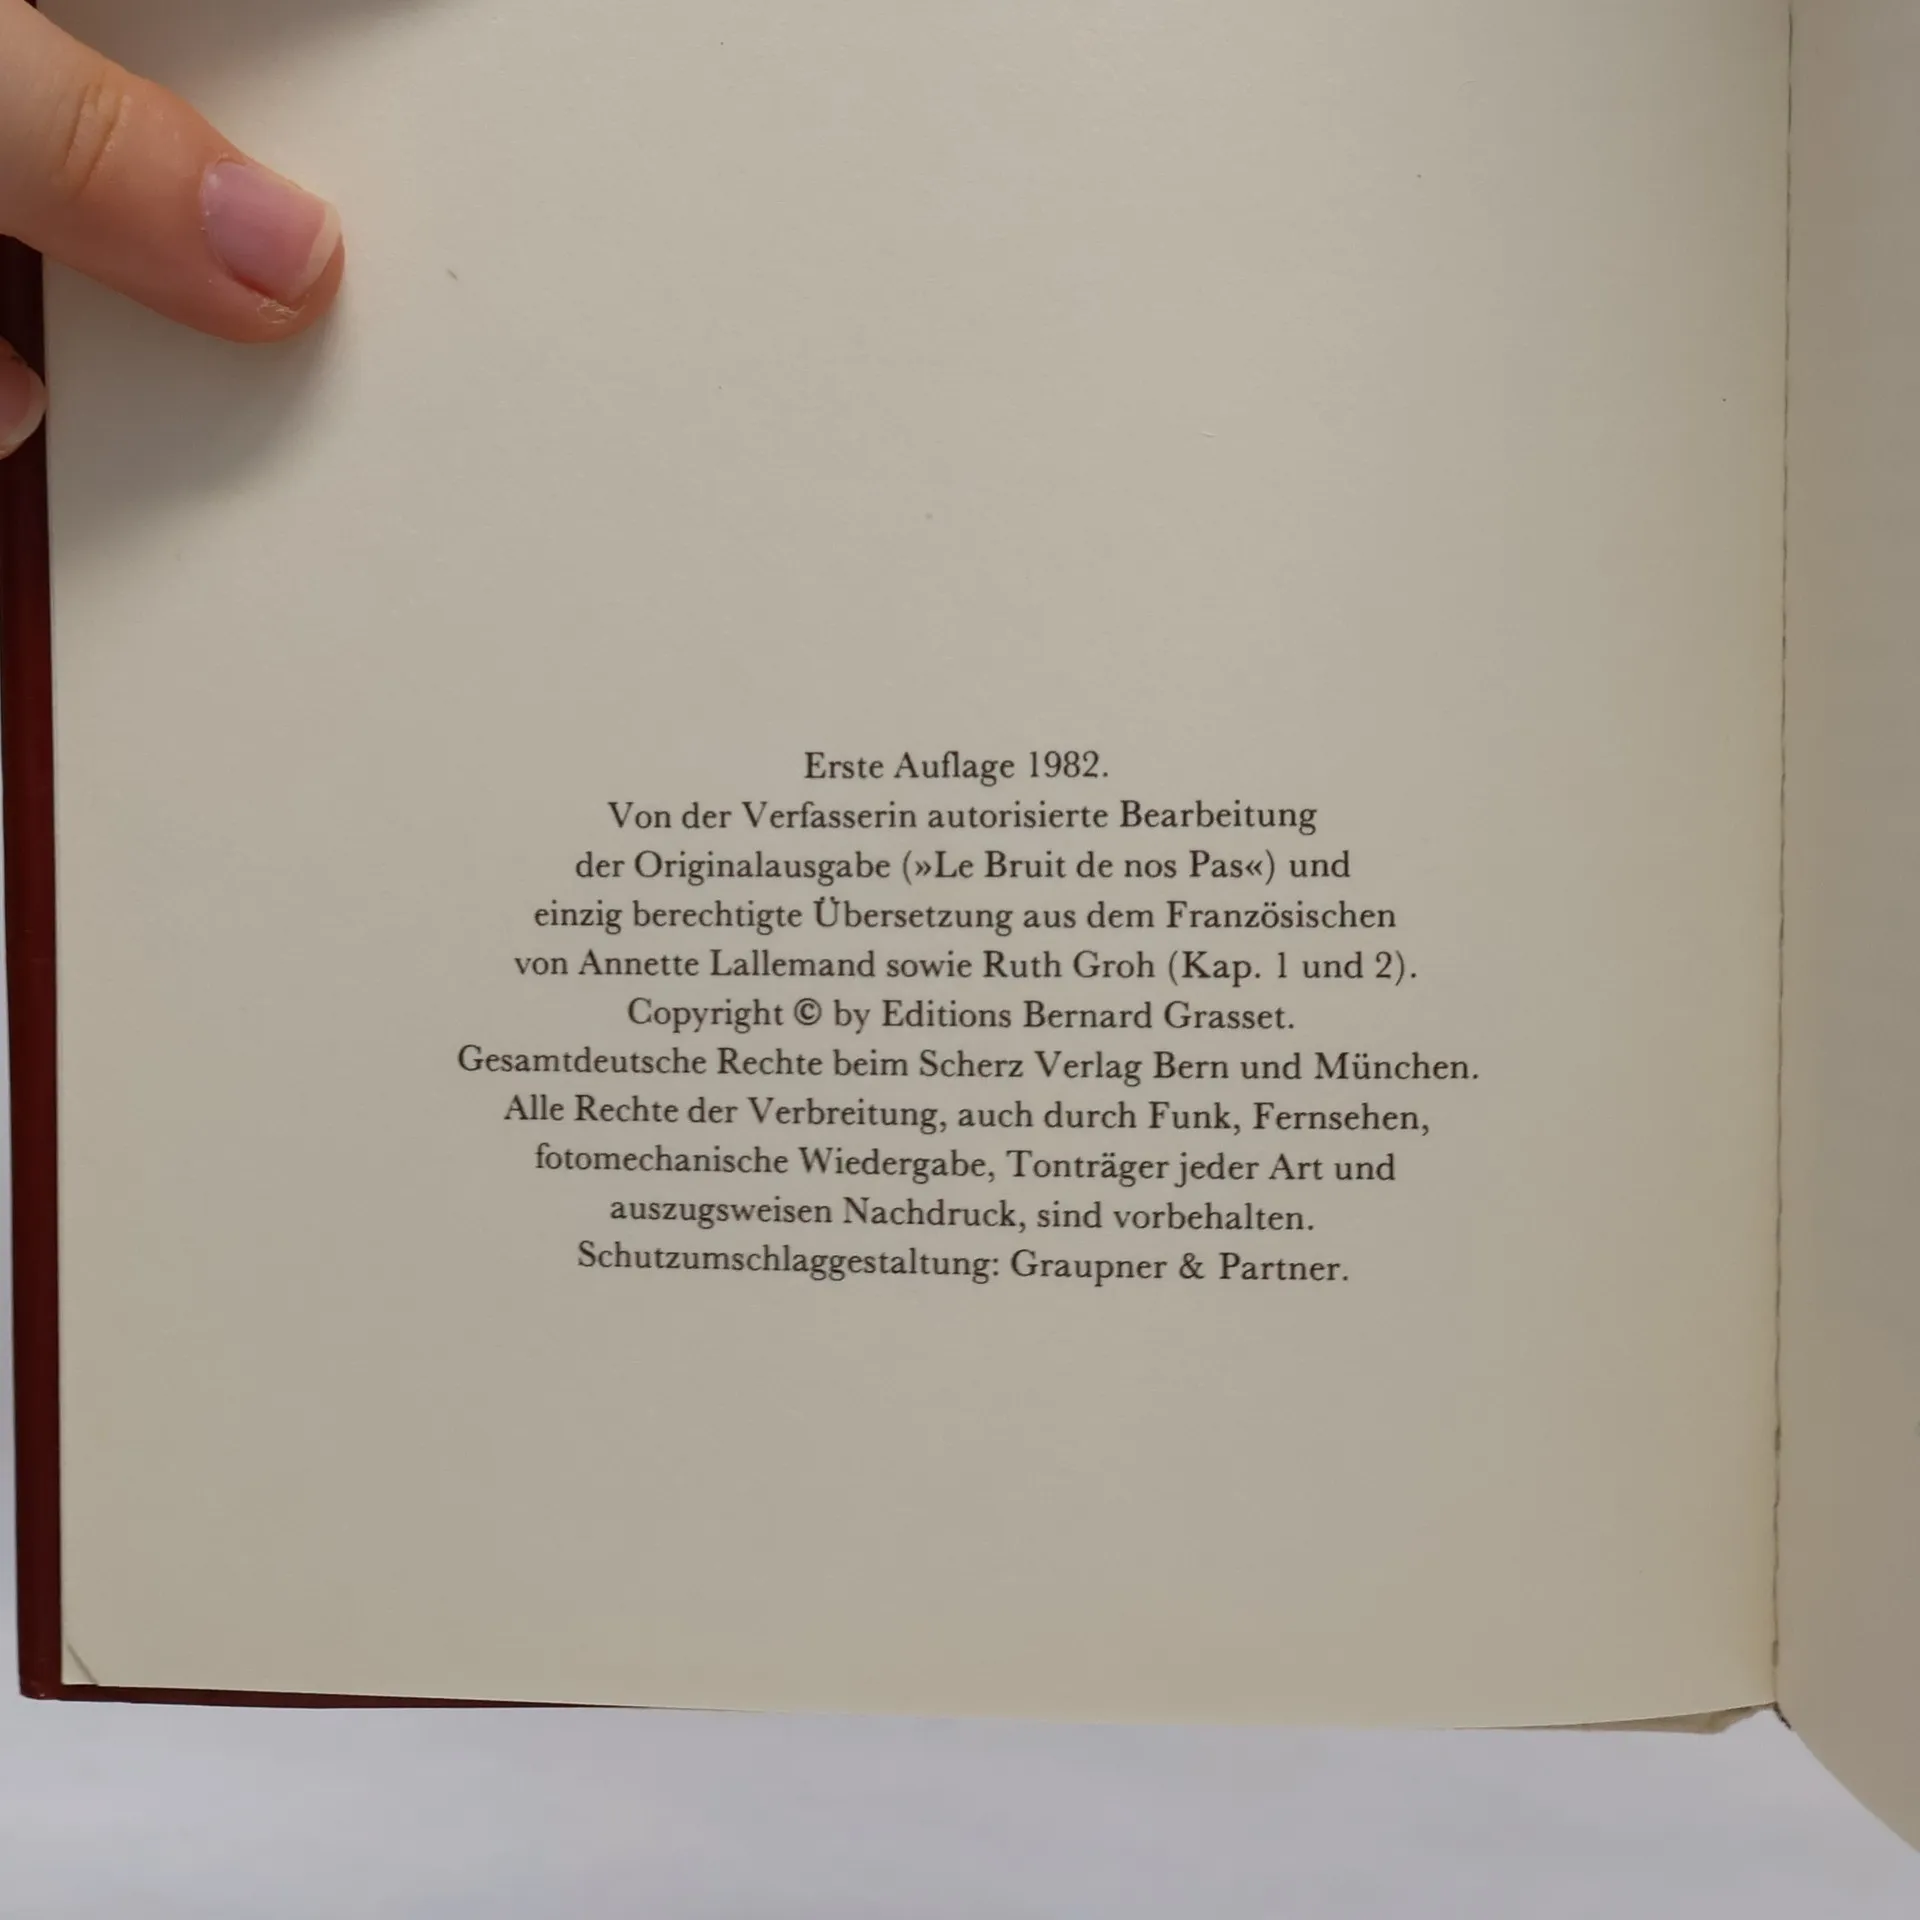 Erste Auflage 1982.
Von der Verfasserin autorisierte Bearbeitung
der Originalausgabe (»Le Bruit de nos Pas«) und
einzig berechtigte Übersetzung aus dem Französischen
von Annette Lallemand sowie Ruth Groh (Kap. 1 und 2).
Copyright © by Editions Bernard Grasset.
Gesamtdeutsche Rechte beim Scherz Verlag Bern und München.
Alle Rechte der Verbreitung, auch durch Funk, Fernsehen,
fotomechanische Wiedergabe, Tonträger jeder Art und
auszugsweisen Nachdruck, sind vorbehalten.
Schutzumschlaggestaltung: Graupner & Partner.